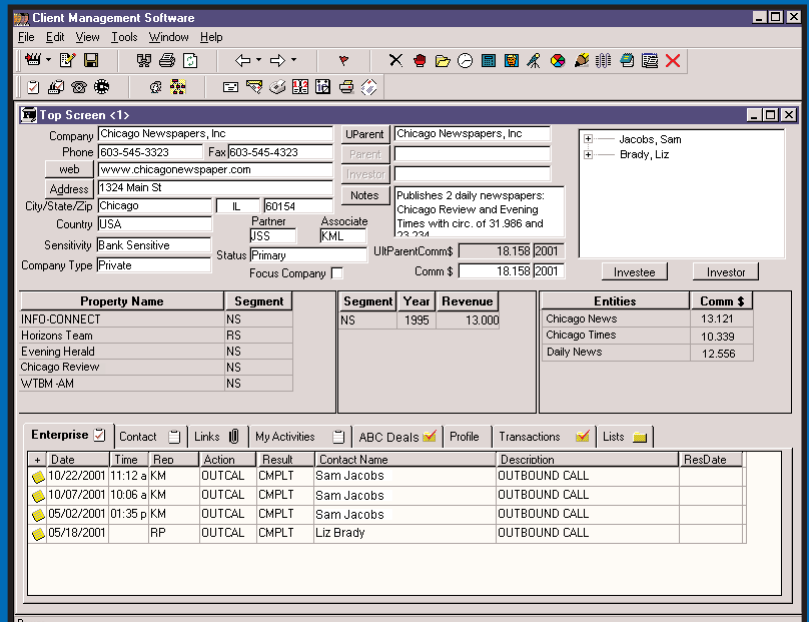 Client Management Software
File Edit View Tools Window Help
Top Screen <1>
Company Chicago Newspapers, Inc UParent Chicago Newspapers, Inc
Phone 603-545-3323 Fax 603-545-4323 Parent
web www.chicagonewspaper.com Investor
Address 1324 Main St Notes Publishes 2 daily newspapers:
Chicago Review and Evening
Times with circ. of 31.986 and
23.234
Jacobs, Sam
Brady, Liz
City/State/Zip Chicago IL 60154
Country USA Partner Associate
JSS KML
Sensitivity Bank Sensitive Status Primary UltParentComm$ 18.158 2001
Company Type Private Focus Company Comm $ 18.158 2001 Investee Investor
Property Name Segment
INFO-CONNECT NS
Horizons Team RS
Evening Herald NS
Chicago Review NS
WTBM -AM NS
Segment Year Revenue
NS 1995 13.000
Entities Comm $
Chicago News 13.121
Chicago Times 10.339
Daily News 12.556
Enterprise Contact Links My Activities ABC Deals Profile Transactions Lists
+ Date Time Rep Action Result Contact Name Description ResDate
10/22/2001 11:12 a KM OUTCAL CMPLT Sam Jacobs OUTBOUND CALL
10/07/2001 10:06 a KM OUTCAL CMPLT Sam Jacobs OUTBOUND CALL
05/02/2001 01:35 p KM OUTCAL CMPLT Sam Jacobs OUTBOUND CALL
05/18/2001 RP OUTCAL CMPLT Liz Brady OUTBOUND CALL